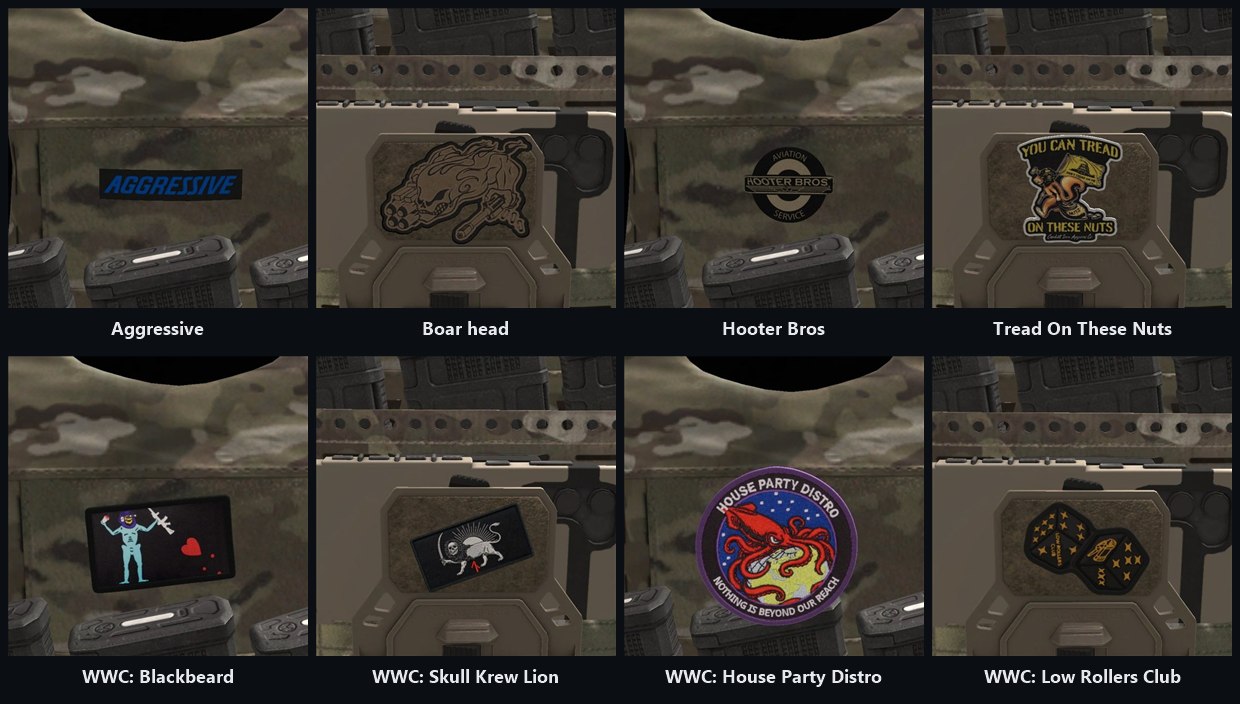 AGGRESSIVE
AVIATION
HOOTER BROS
SERVICE
YOU CAN TREAD
ON THESE NUTS
Aggressive
Boar head
Hooter Bros
Tread On These Nuts
HOUSE PARTY DISTRO
NOTHING IS BEYOND OUR REACH
WWC: Blackbeard
WWC: Skull Krew Lion
WWC: House Party Distro
WWC: Low Rollers Club